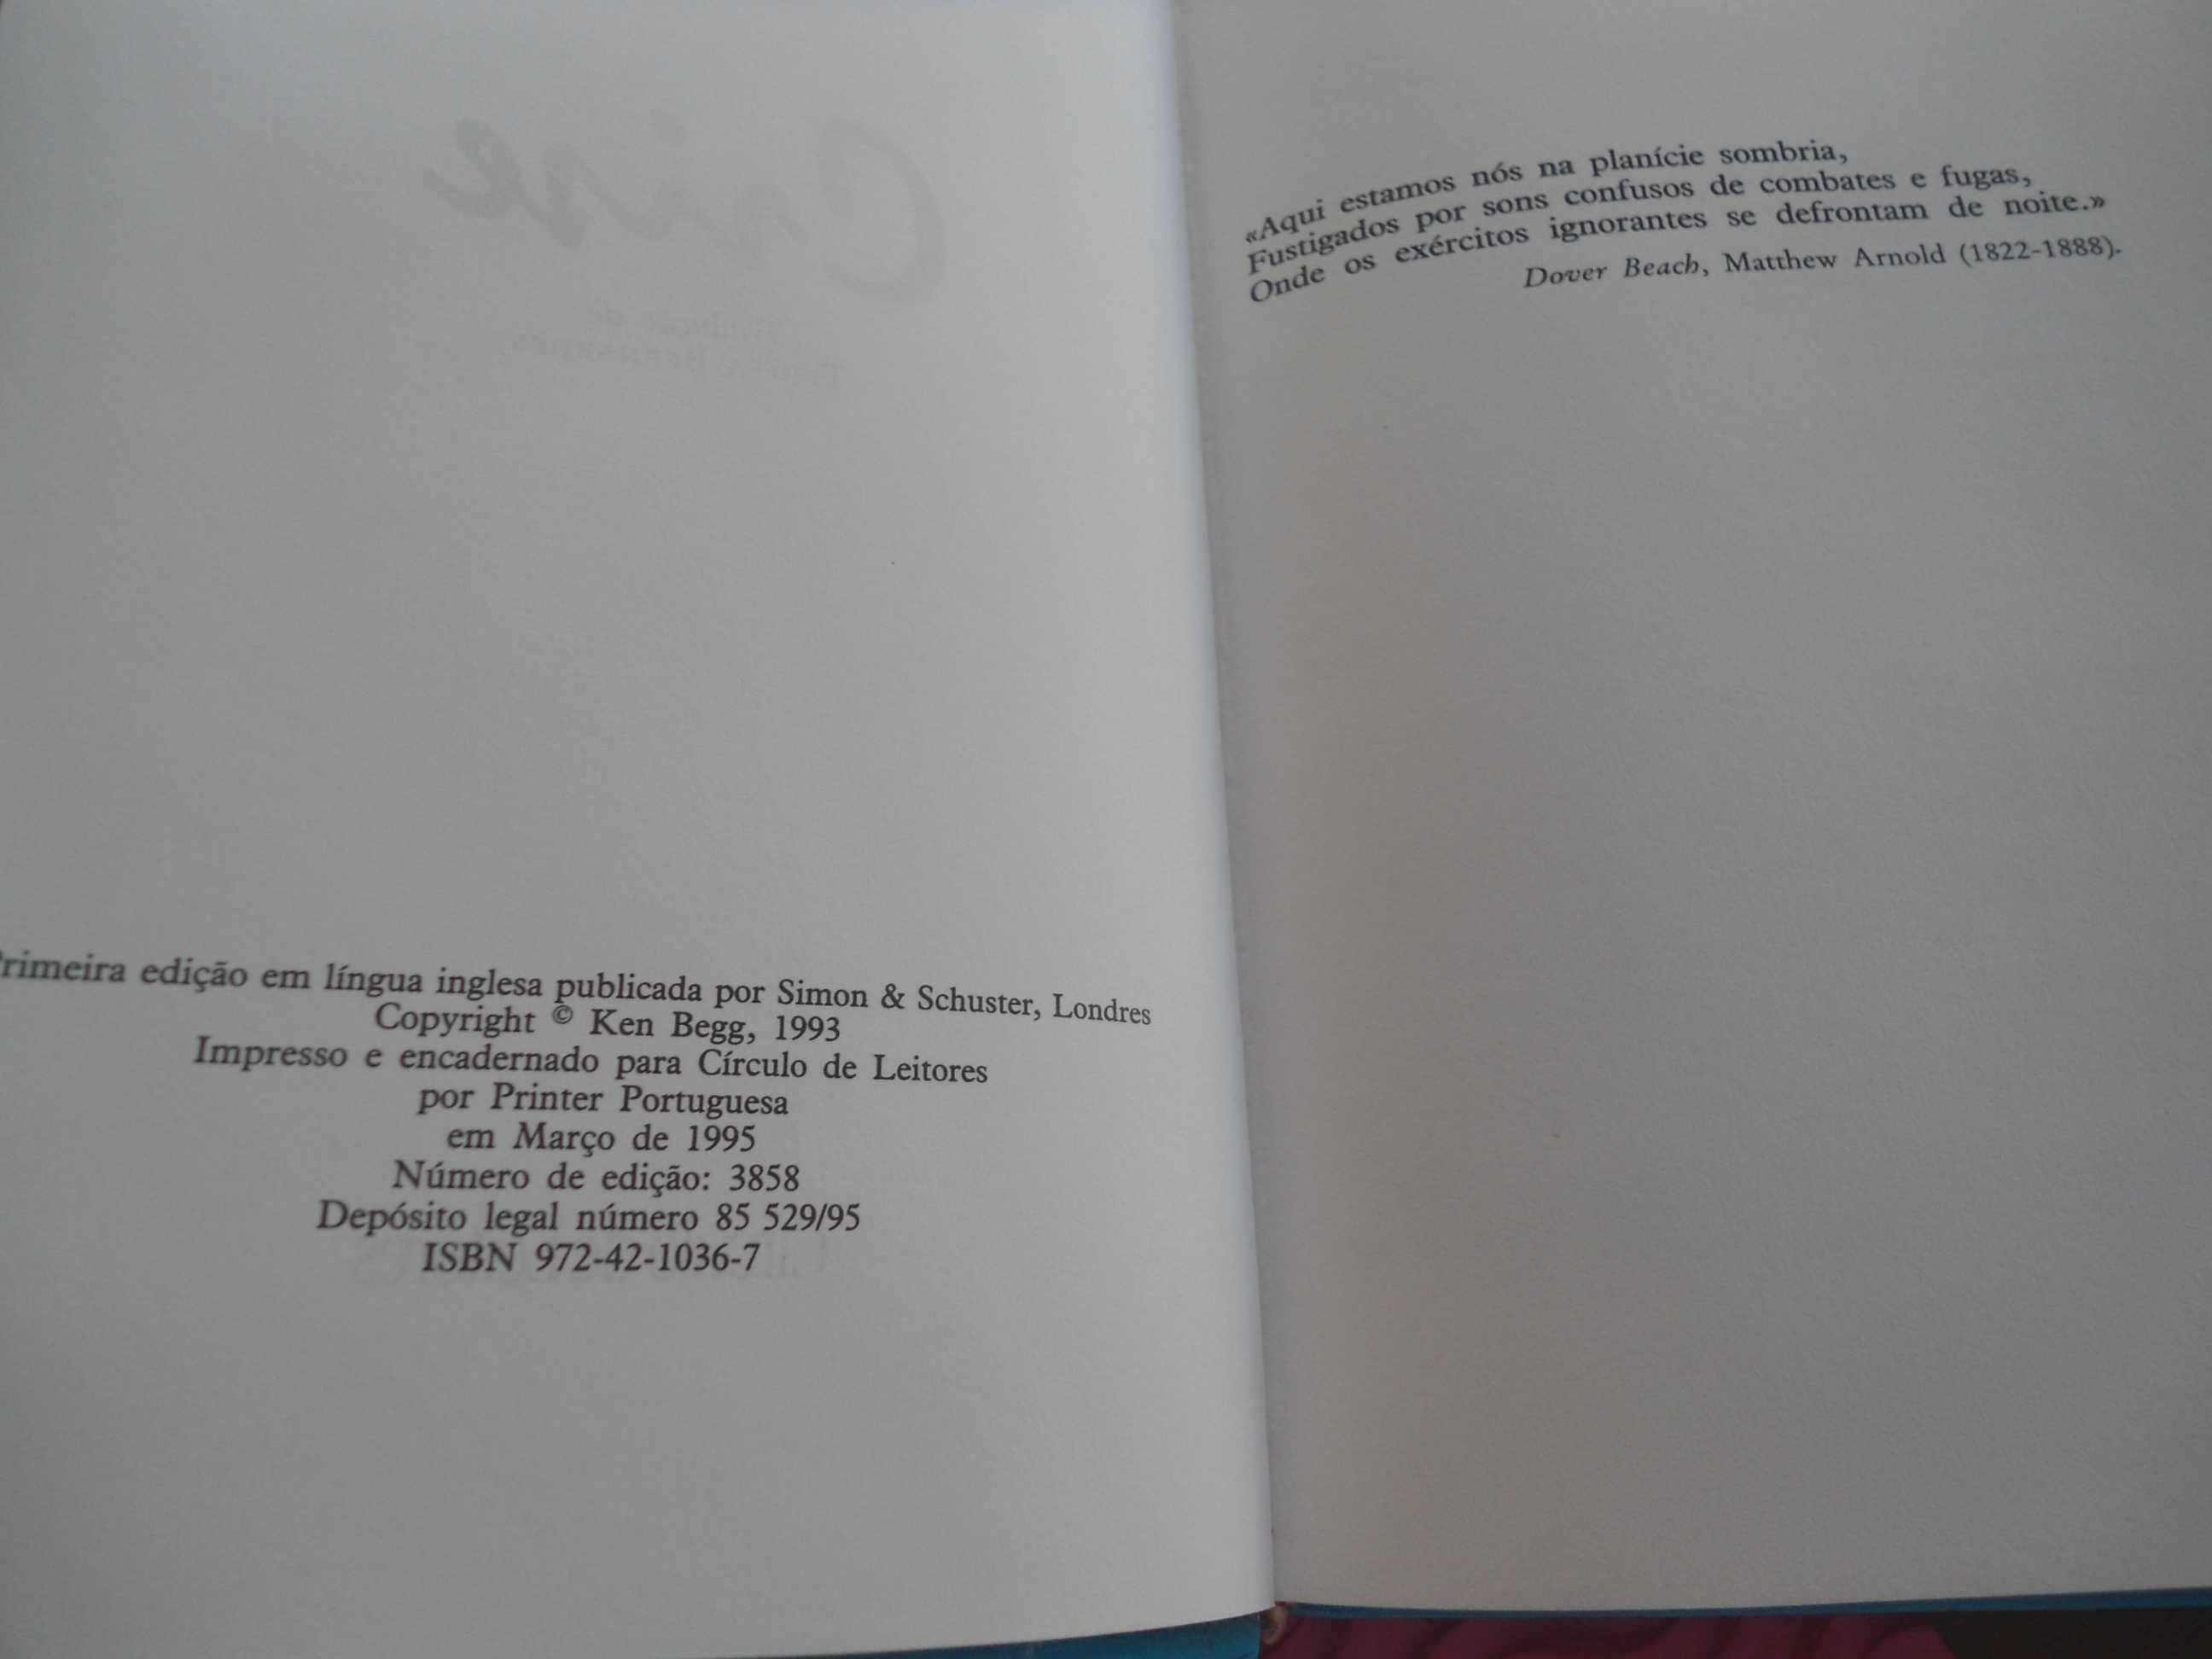 Primeira edição em língua inglesa publicada por Simon & Schuster, Londres
Copyright © Ken Begg, 1993
Impresso e encadernado para Círculo de Leitores
por Printer Portuguesa
em Março de 1995
Número de edição: 3858
Depósito legal número 85 529/95
ISBN 972-42-1036-7
«Aqui estamos nós na planície sombria,
Fustigados por sons confusos de combates e fugas,
Onde os exércitos ignorantes se defrontam de noite.»
Dover Beach, Matthew Arnold (1822-1888).